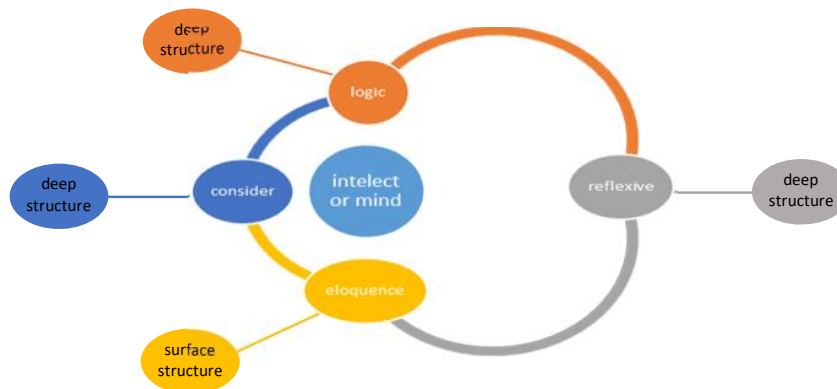 deep
structure
logic
deep
structure
consider
intelect
or mind
reflexive
deep
structure
eloquence
surface
structure